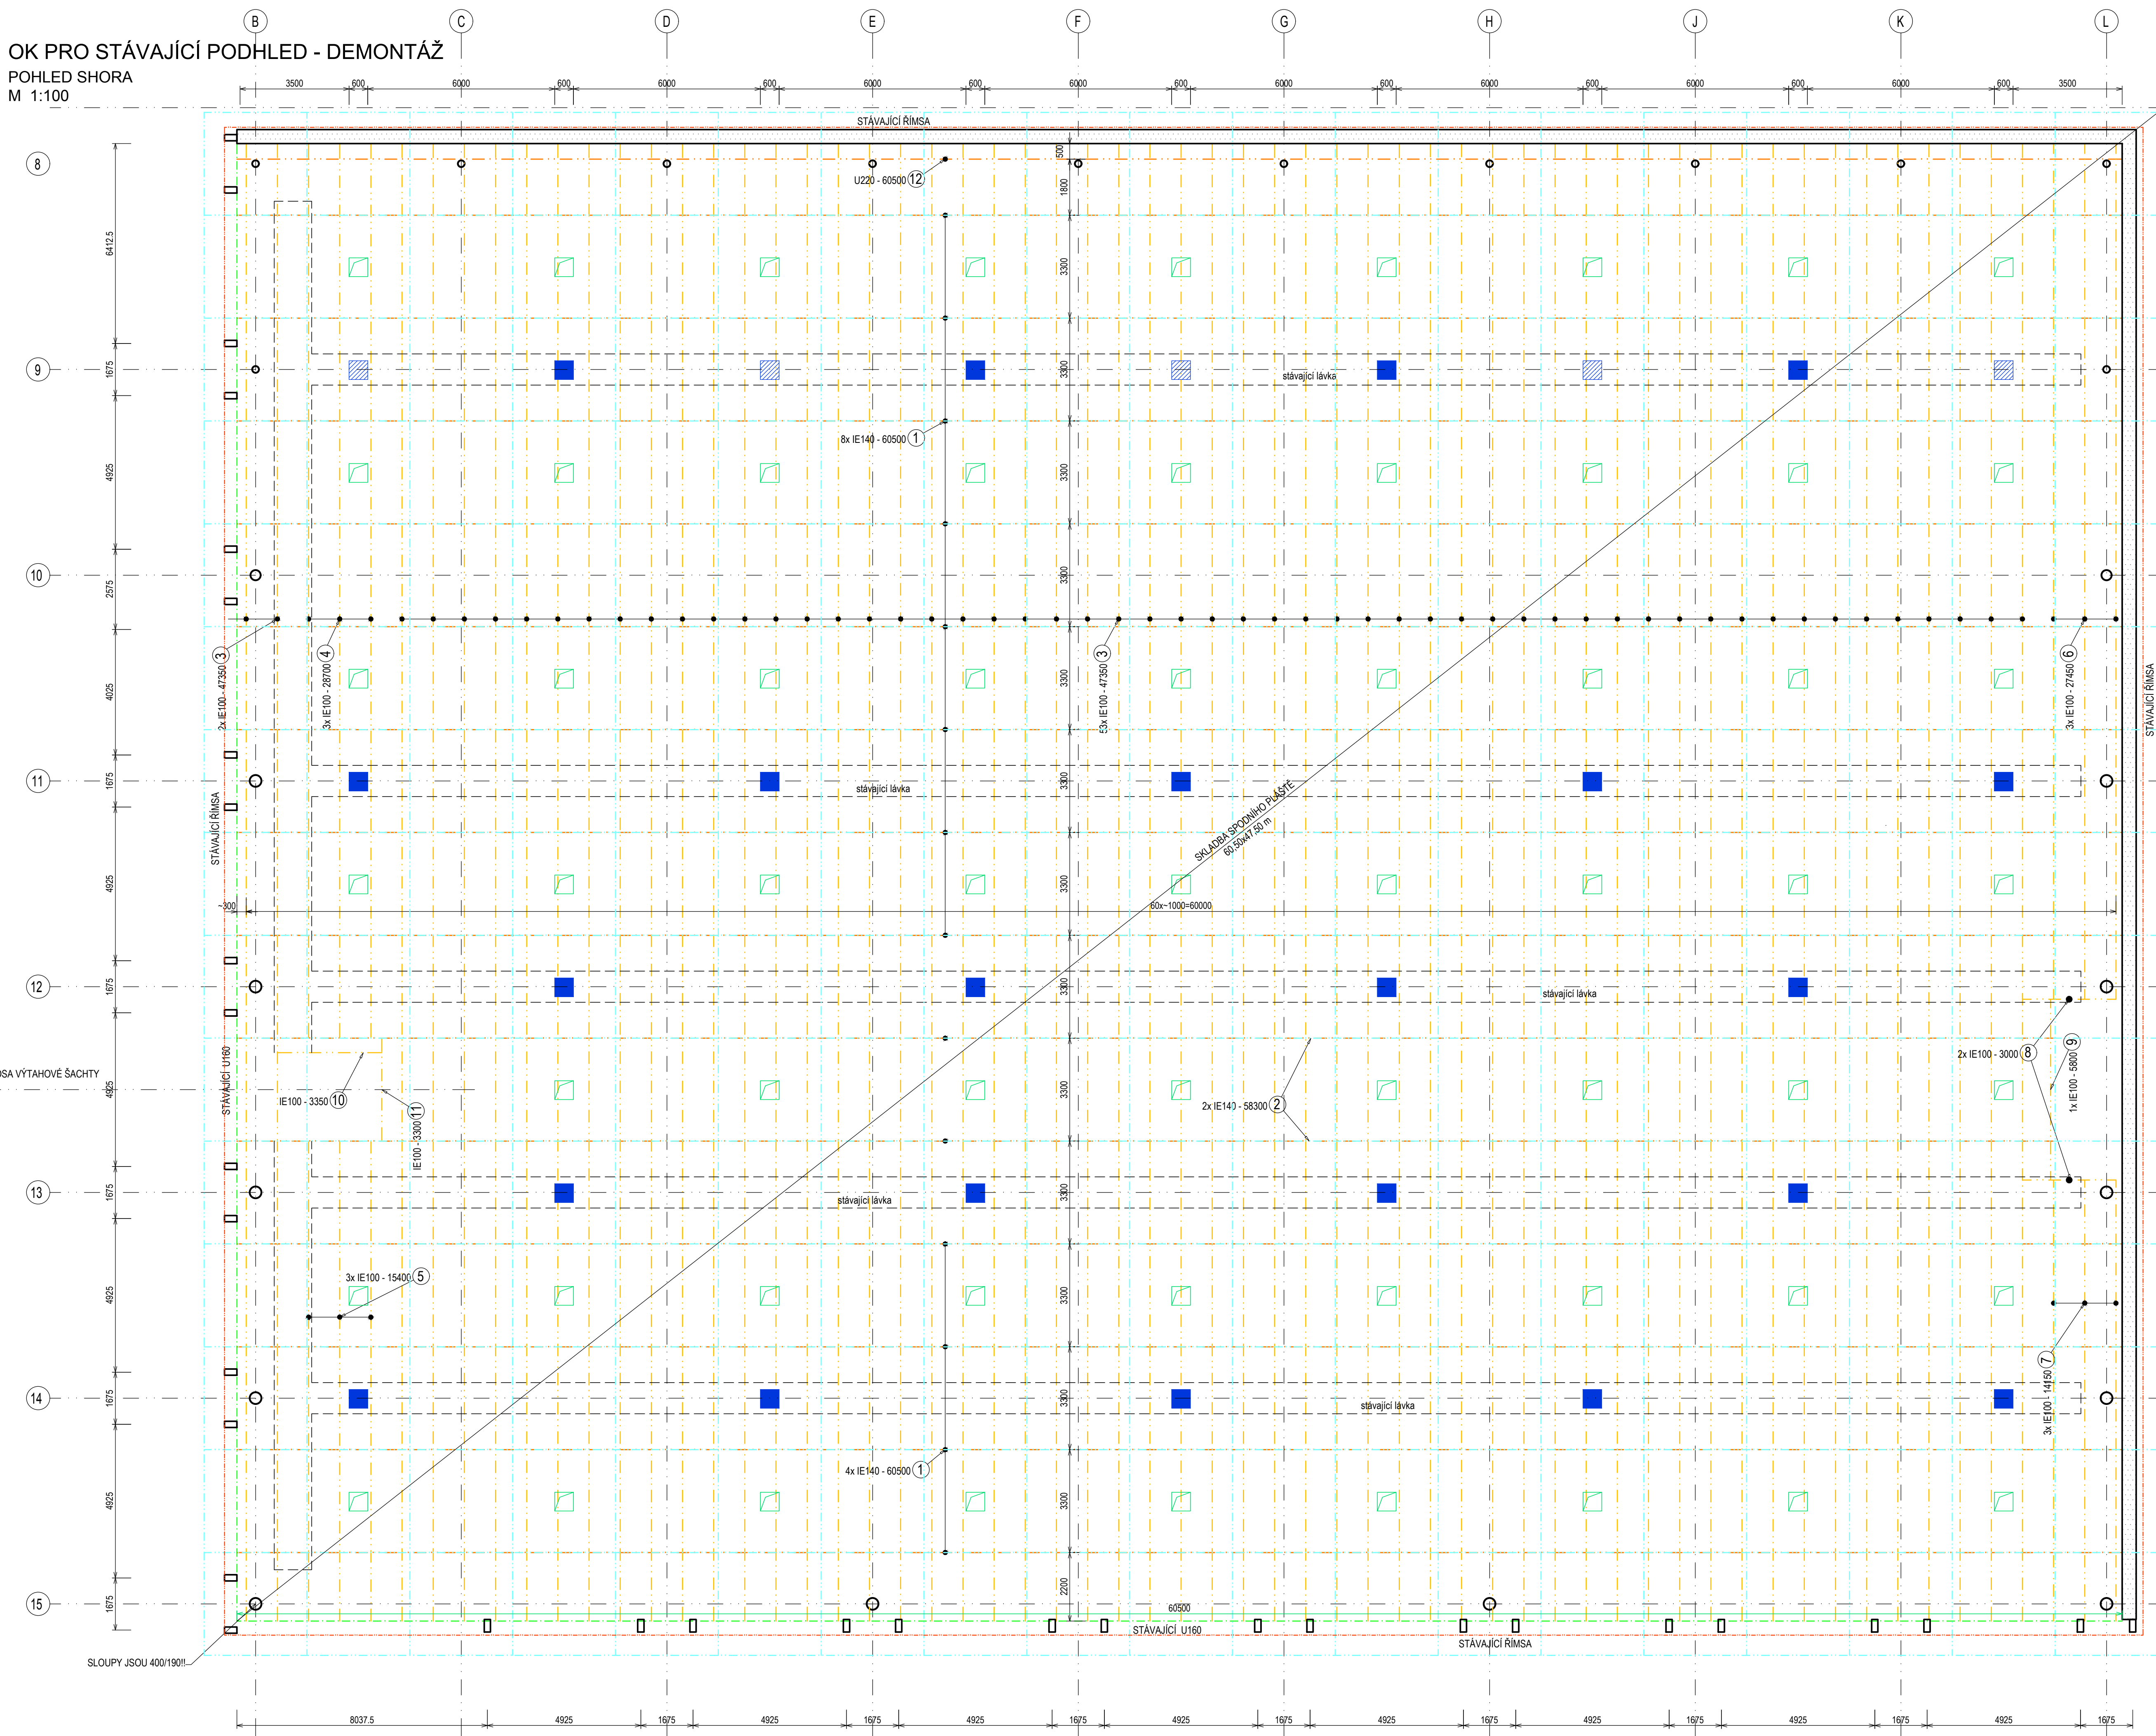 B C D E F G H J K L
OK PRO STÁVAJÍCÍ PODHLED - DEMONTÁŽ
POHLED SHORA
M 1:100
3500 600 6000 600 6000 600 6000 600 6000 600 6000 600 6000 600 6000 600 6000 600 3500
STÁVAJÍCÍ ŘÍMSA
500
8
U220 - 60500 12
1800
6412.5
3300
9
1675
3300
stávající lávka
8x IE140 - 60500 1
4925
3300
10
3300
2575
2x IE100 - 47350 3
3x IE100 - 28700 4
53x IE100 - 47350 3
3x IE100 - 27450 6
4025
3300
STÁVAJÍCÍ ŘÍMSA
11
1675
3300
stávající lávka
STÁVAJÍCÍ ŘÍMSA
SKLADBA SPODNÍHO PLÁŠTĚ
60,50x47,50 m
4925
3300
~300
60x~1000=60000
12
1675
3300
stávající lávka
OSA VÝTAHOVÉ ŠACHTY
4925
STÁVAJÍCÍ U160
IE100 - 3350 10
IE100 - 3300 11
3300
2x IE140 - 58300 2
2x IE100 - 3000 8
1x IE100 - 5800 9
13
1675
3300
stávající lávka
4925
3x IE100 - 15400 5
3300
3x IE100 - 14150 7
14
1675
3300
stávající lávka
4x IE140 - 60500 1
4925
3300
15
1675
2200
60500
STÁVAJÍCÍ U160
STÁVAJÍCÍ ŘÍMSA
SLOUPY JSOU 400/190!!
8037.5 4925 1675 4925 1675 4925 1675 4925 1675 4925 1675 4925 1675 4925 1675 4925 1675